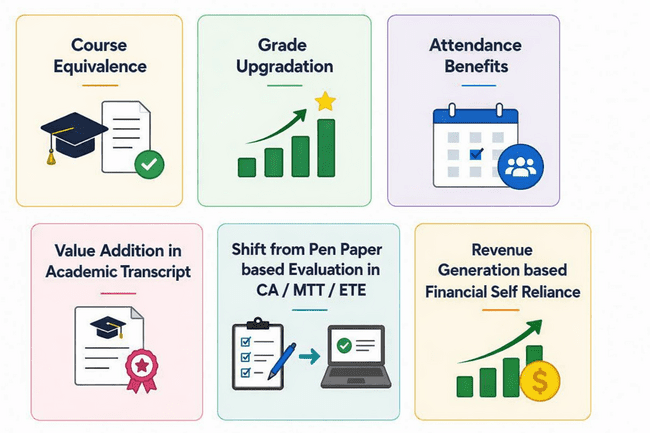 Course
Equivalence
Grade
Upgradation
Attendance
Benefits
Value Addition in
Academic Transcript
Shift from Pen Paper
based Evaluation in
CA / MTT / ETE
Revenue
Generation based
Financial Self Reliance
$